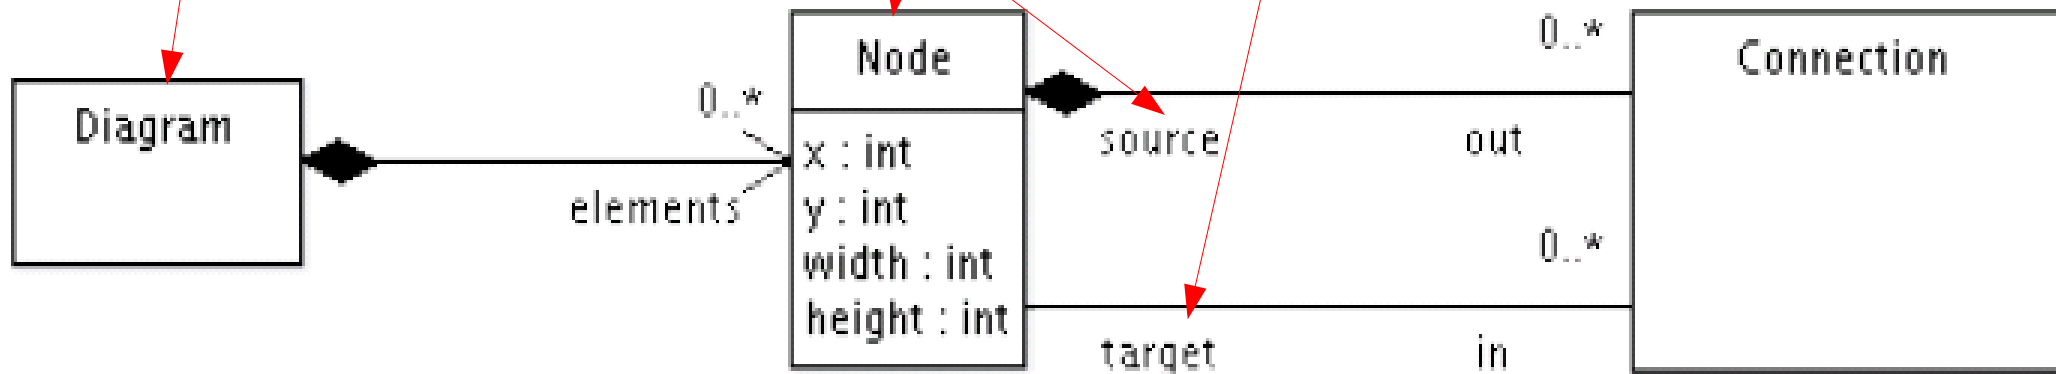 Diagram
0..*
elements
Node
x : int
y : int
width : int
height : int
0..*
source
out
0..*
target
in
Connection